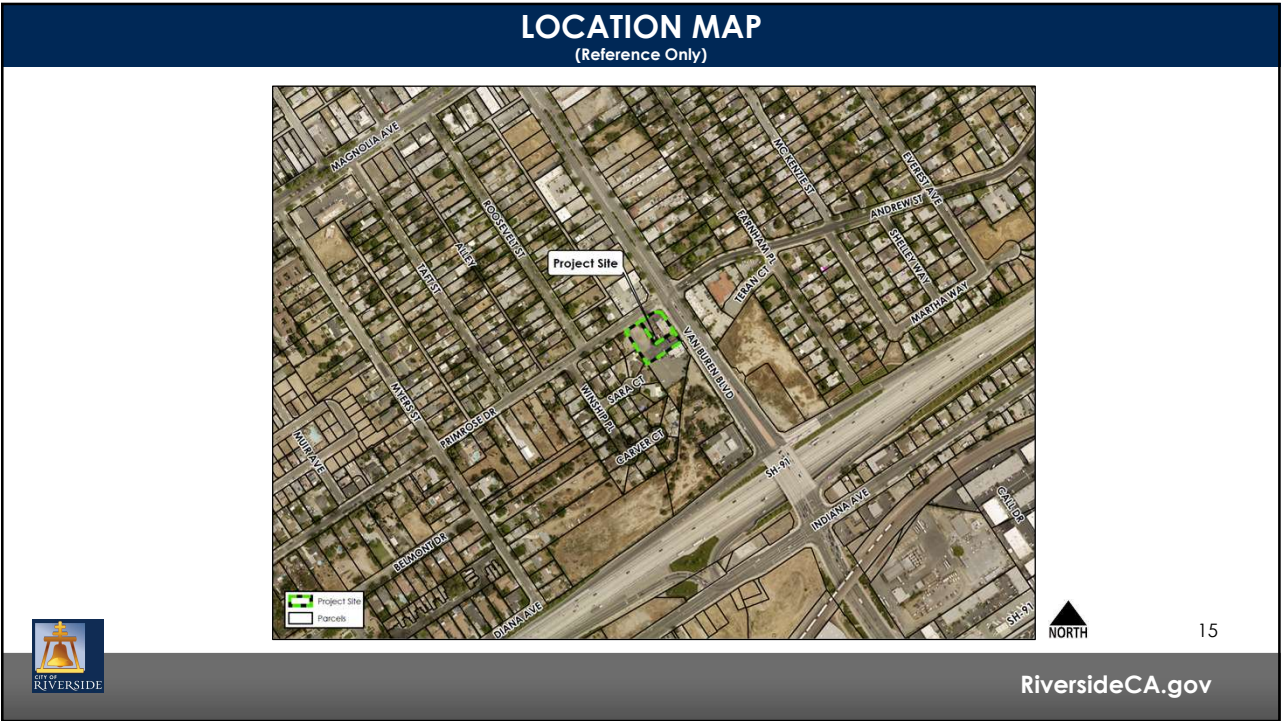 LOCATION MAP
(Reference Only)
MAGNOLIA AVE
MC KENZIE ST
EVEREST AVE
ROOSEVELT ST
ANDREW ST
ALLEY
FARNHAM PL
SHELLEY WAY
Project Site
TAFT ST
TERAN CT
MARTHA WAY
VAN BUREN BLVD
SARA CT
WINSHIP PL
MYERS ST
PRIMROSE DR
MUIR AVE
CARVER CT
SH-91
INDIANA AVE
CALL DR
BELMONT DR
DIANA AVE
SH-91
Project Site
Parcels
NORTH
15
CITY OF
RIVERSIDE
RiversideCA.gov